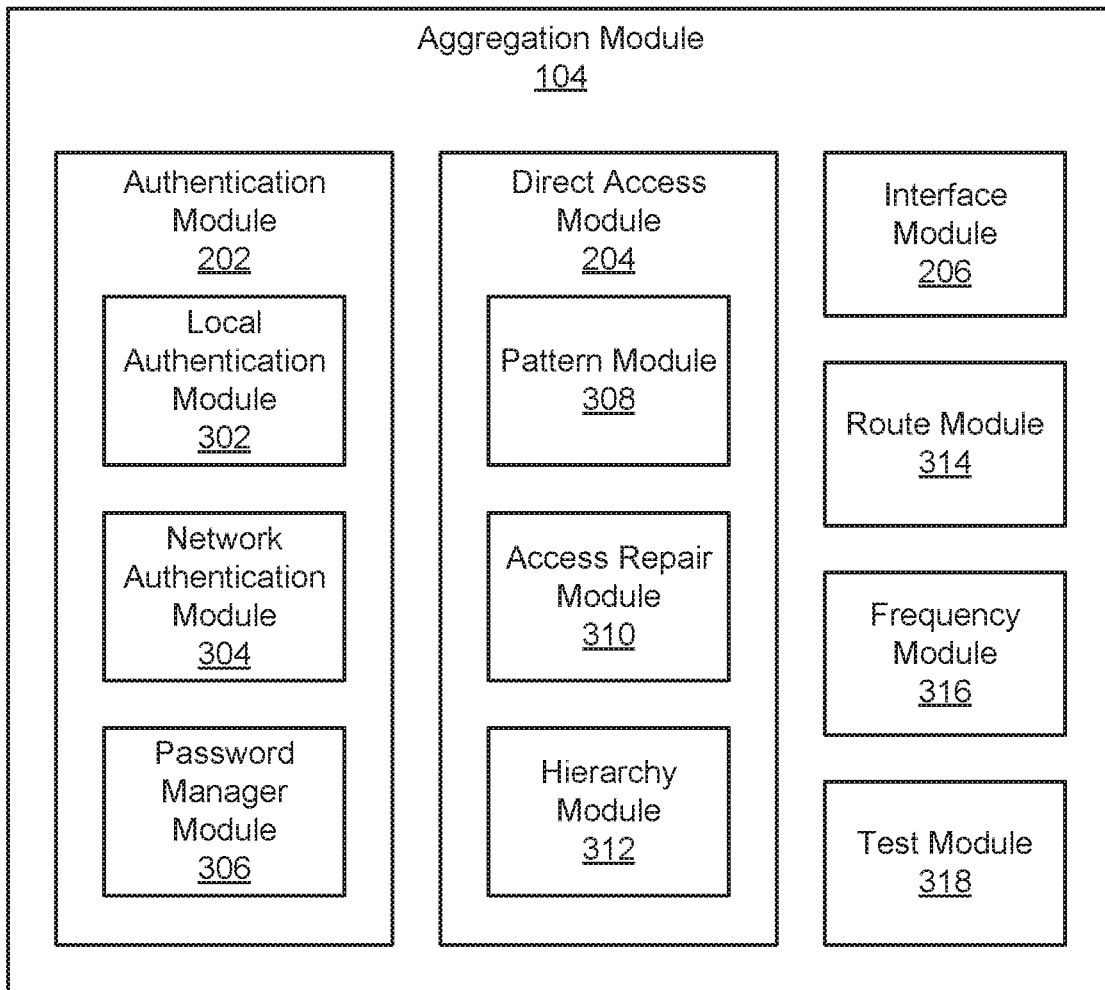 Aggregation Module
104
Authentication
Module
202
Local
Authentication
Module
302
Network
Authentication
Module
304
Password
Manager
Module
306
Direct Access
Module
204
Pattern Module
308
Access Repair
Module
310
Hierarchy
Module
312
Interface
Module
206
Route Module
314
Frequency
Module
316
Test Module
318